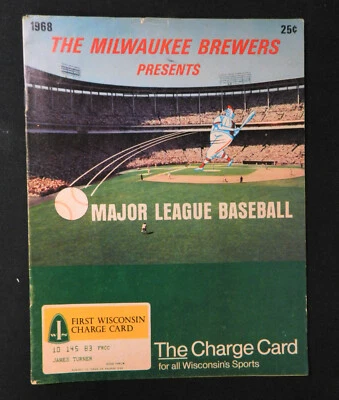 1968
25¢
THE MILWAUKEE BREWERS
PRESENTS
MAJOR LEAGUE BASEBALL
FIRST WISCONSIN
CHARGE CARD
10 145 83
JAMES TURNER
The Charge Card
for all Wisconsin's Sports